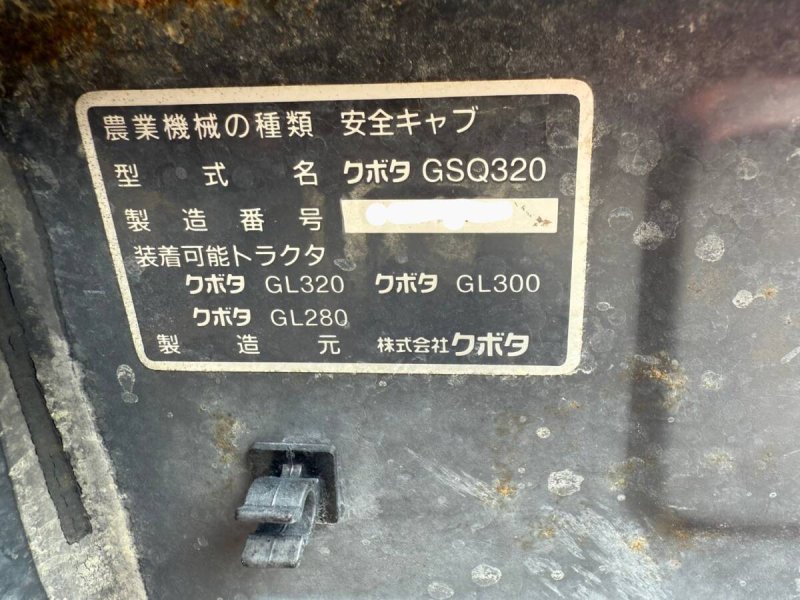 農業機械の種類 安全キャブ
型式名 クボタ GSQ320
製造番号
装着可能トラクタ
クボタ GL320 クボタ GL300
クボタ GL280
製造元 株式会社クボタ